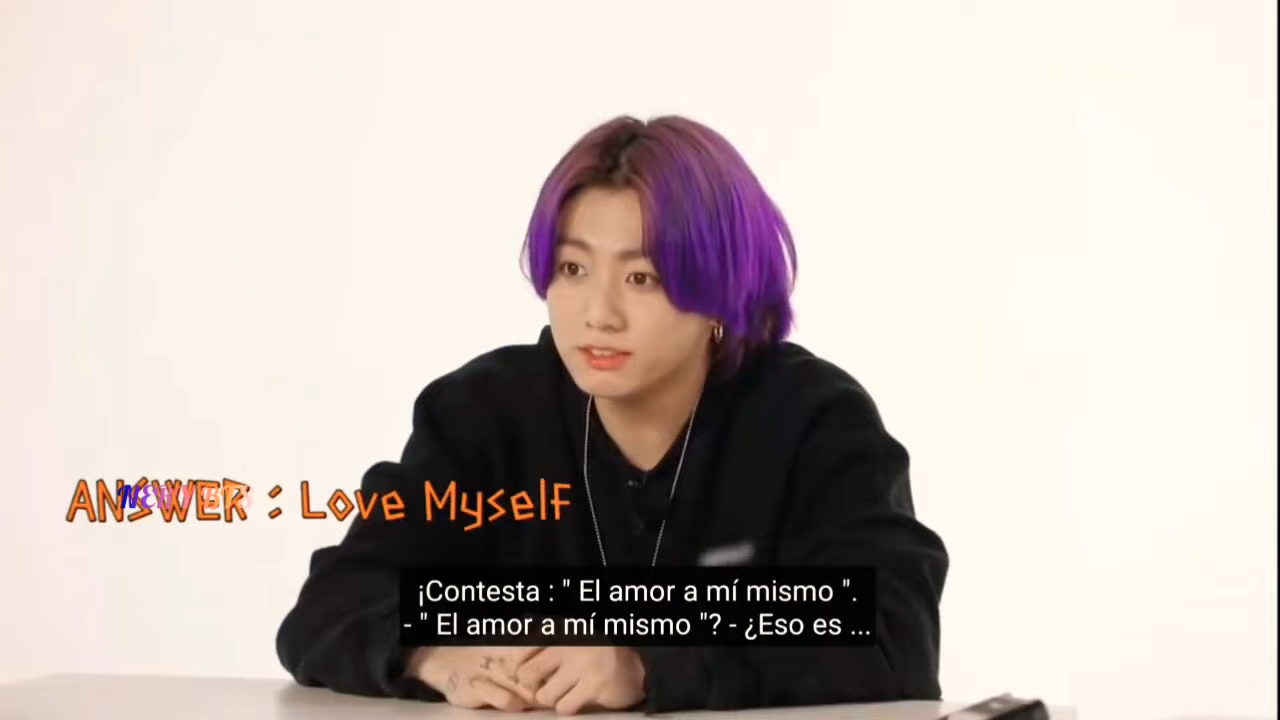 ANSWER : Love Myself
¡Contesta : " El amor a mí mismo ".
- " El amor a mí mismo "? - ¿Eso es ...